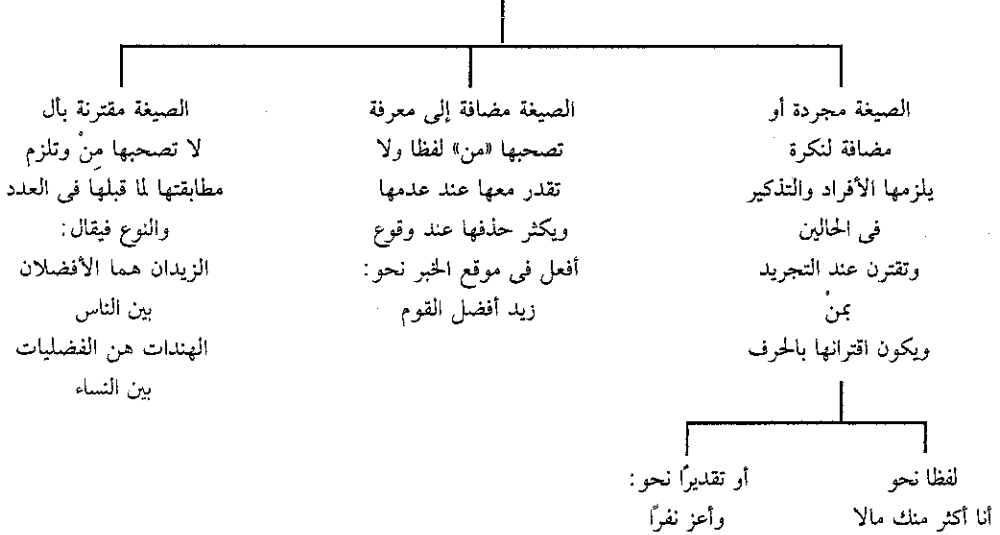 الصيغة مجردة أو
مضافة لنكرة
يلزمها الأفراد والتذكير
فى الحالين
وتقترن عند التجريد
بمنْ
ويكون اقترانها بالحرف
لفظا نحو
أنا أكثر منك مالا
أو تقديرًا نحو:
وأعز نفرًا
الصيغة مضافة إلى معرفة
تصحبها «من» لفظا ولا
تقدر معها عند عدمها
ويكثر حذفها عند وقوع
أفعل فى موقع الخبر نحو:
زيد أفضل القوم
الصيغة مقترنة بأل
لا تصحبها مِنْ وتلزم
مطابقتها لما قبلها فى العدد
والنوع فيقال:
الزيدان هما الأفضلان
بين الناس
الهندات هن الفضليات
بين النساء